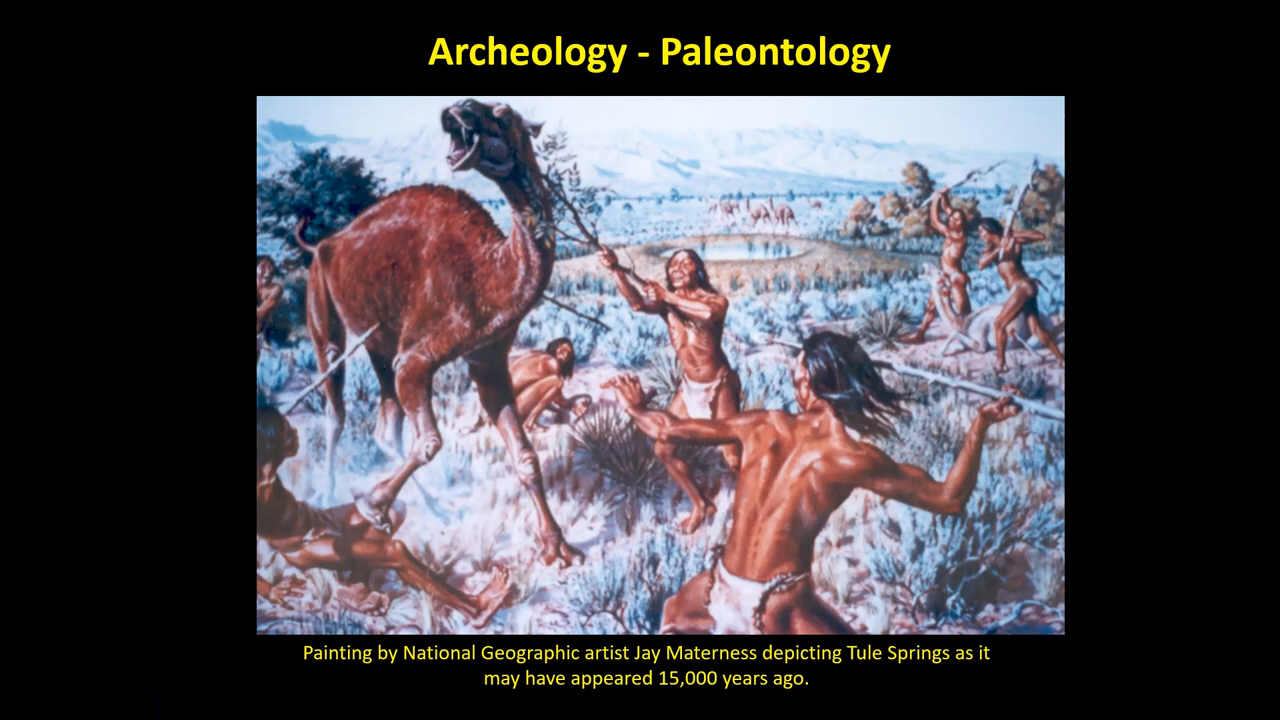 Archeology - Paleontology
Painting by National Geographic artist Jay Materness depicting Tule Springs as it
may have appeared 15,000 years ago.